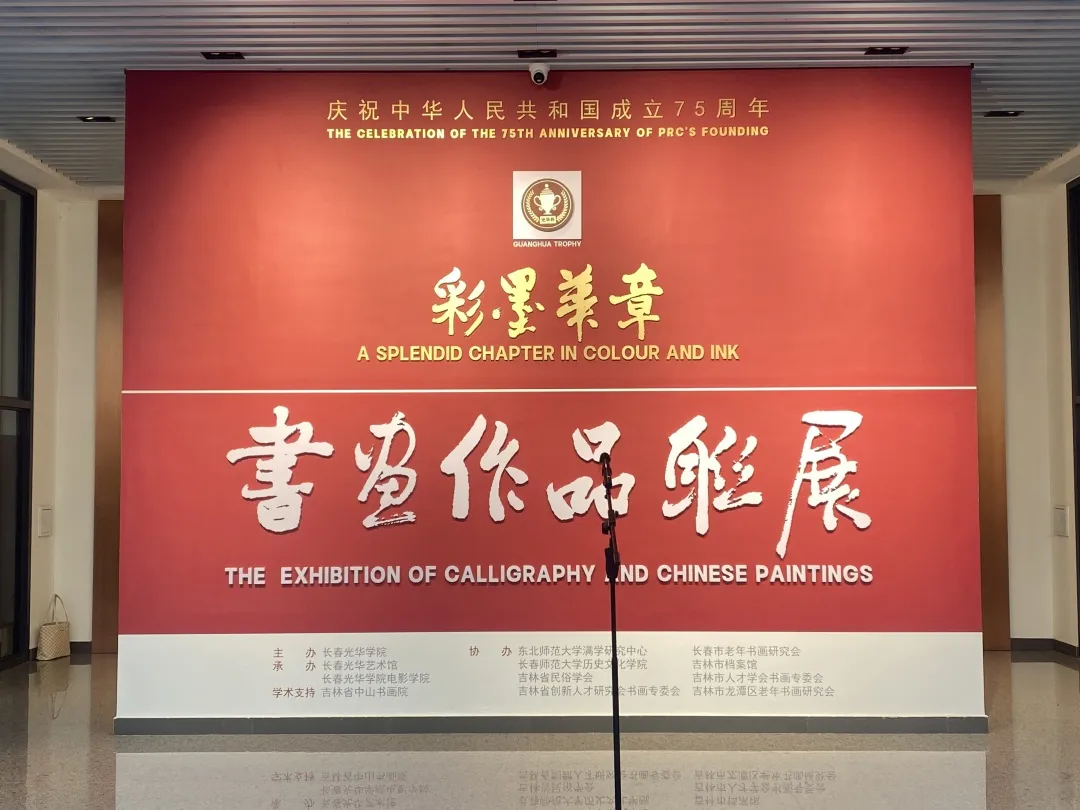 庆祝中华人民共和国成立75周年
THE CELEBRATION OF THE 75TH ANNIVERSARY OF PRC'S FOUNDING
光华杯
GUANGHUA TROPHY
彩墨华章
A SPLENDID CHAPTER IN COLOUR AND INK
書画作品联展
THE EXHIBITION OF CALLIGRAPHY AND CHINESE PAINTINGS
主 办 长春光华学院
承 办 长春光华艺术馆
长春光华学院电影学院
学术支持 吉林省中山书画院
协 办 东北师范大学满学研究中心
长春师范大学历史文化学院
吉林省民俗学会
吉林省创新人才研究会书画专委会
长春市老年书画研究会
吉林市档案馆
吉林市人才学会书画专委会
吉林市龙潭区老年书画研究会